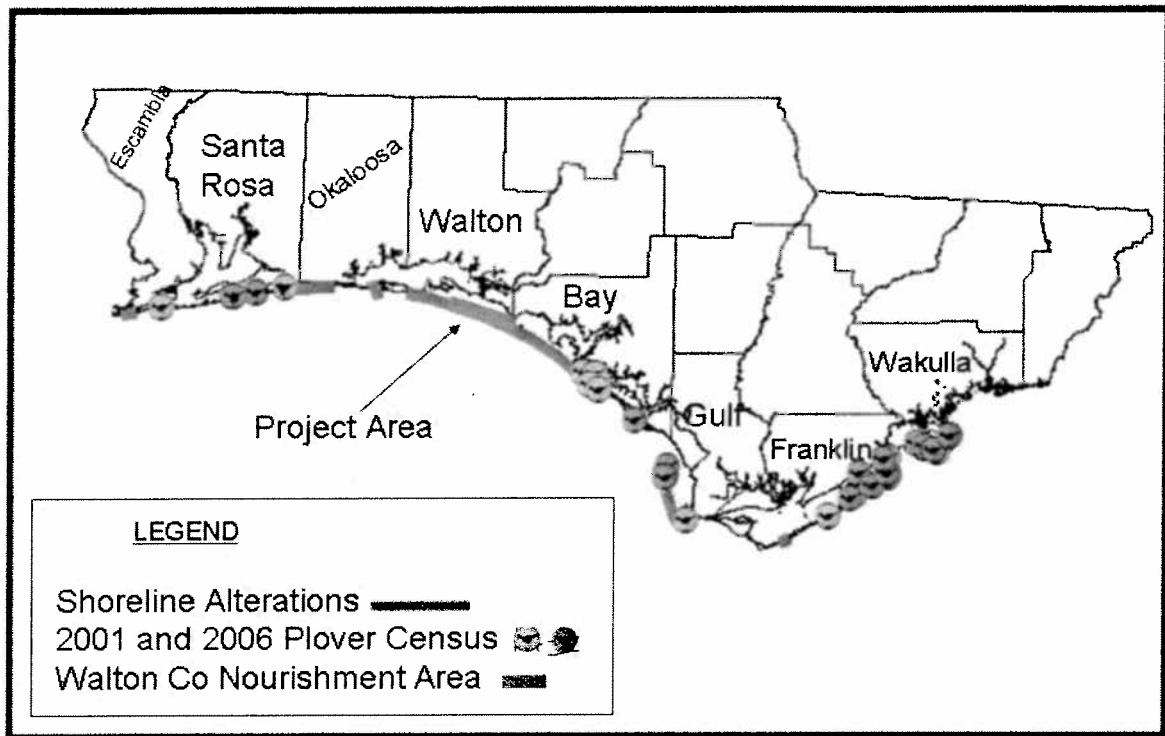 Escambia
Santa
Rosa
Okaloosa
Walton
Bay
Gulf
Wakulla
Franklin
Project Area
LEGEND
Shoreline Alterations
2001 and 2006 Plover Census
Walton Co Nourishment Area